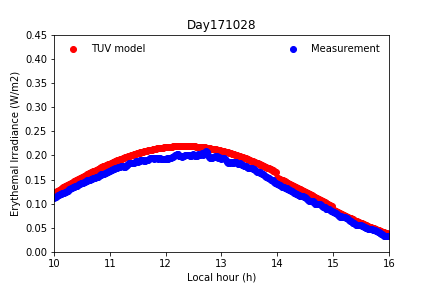 Day171028
TUV model
Measurement
Erythemal Irradiance (W/m2)
0.45
0.40
0.35
0.30
0.25
0.20
0.15
0.10
0.05
0.00
10 11 12 13 14 15 16
Local hour (h)